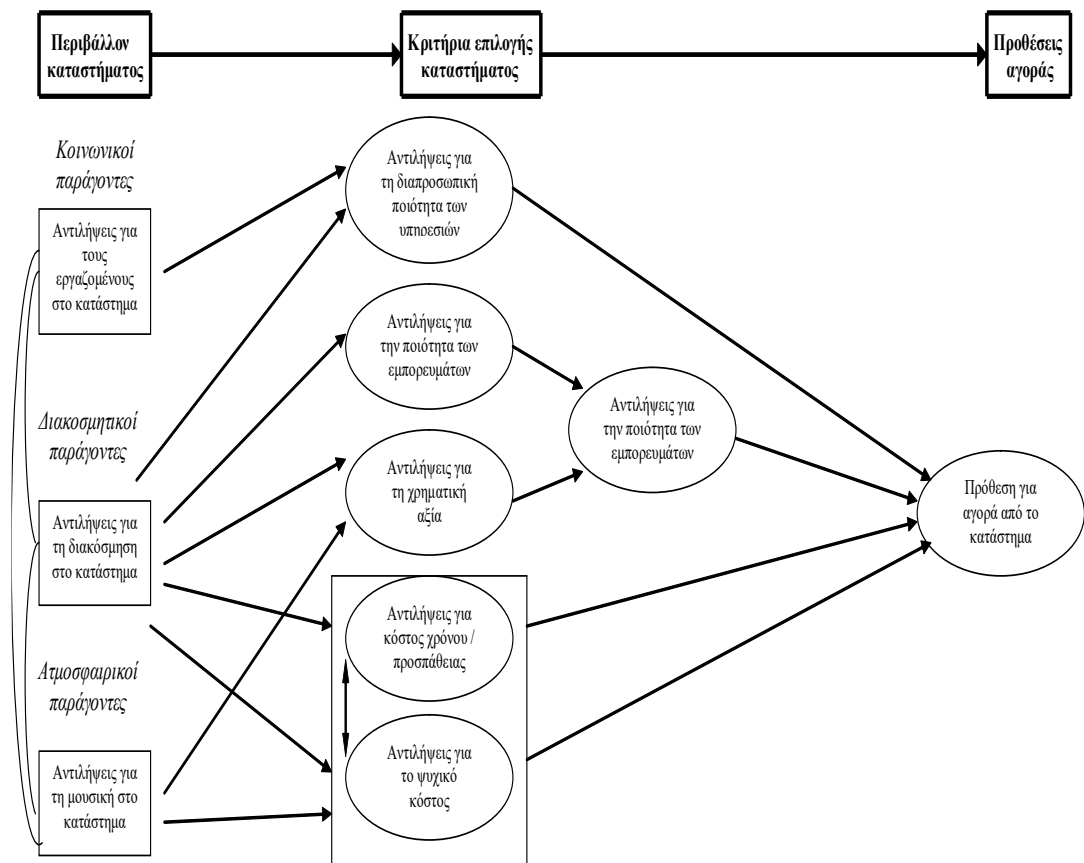 Περιβάλλον
καταστήματος
Κριτήρια επιλογής
καταστήματος
Προθέσεις
αγοράς
Κοινωνικοί
παράγοντες
Αντιλήψεις για
τους
εργαζομένους
στο κατάστημα
Διακοσμητικοί
παράγοντες
Αντιλήψεις για
τη διακόσμηση
στο κατάστημα
Ατμοσφαιρικοί
παράγοντες
Αντιλήψεις για
τη μουσική στο
κατάστημα
Αντιλήψεις για
τη διαπροσωπική
ποιότητα των
υπηρεσιών
Αντιλήψεις για
την ποιότητα των
εμπορευμάτων
Αντιλήψεις για
τη χρηματική
αξία
Αντιλήψεις για
κόστος χρόνου /
προσπάθειας
Αντιλήψεις για
το ψυχικό
κόστος
Αντιλήψεις για
την ποιότητα των
εμπορευμάτων
Πρόθεση για
αγορά από το
κατάστημα